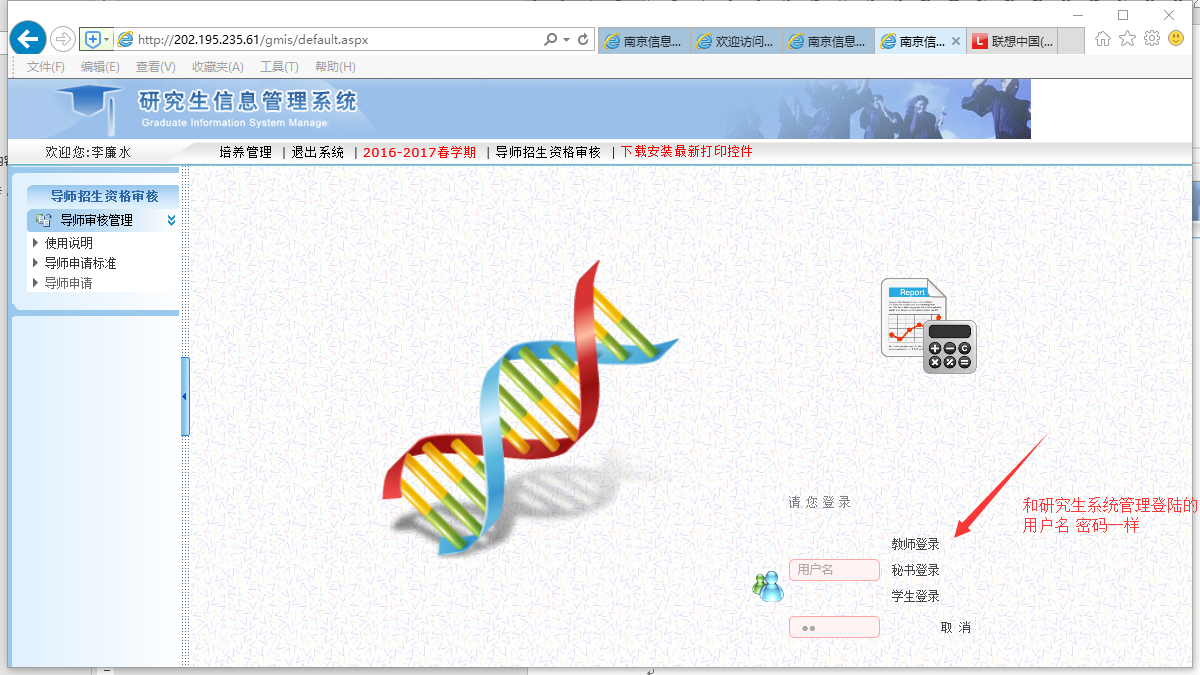 http://202.195.235.61/gmis/default.aspx
南京信息...
欢迎访问...
南京信息...
南京信...
联想中国(...
文件(F) 编辑(E) 查看(V) 收藏夹(A) 工具(T) 帮助(H)
研究生信息管理系统
Graduate Information System Manage
欢迎您:李廉水
培养管理 | 退出系统 | 2016-2017春学期 | 导师招生资格审核 | 下载安装最新打印控件
导师招生资格审核
导师审核管理
使用说明
导师申请标准
导师申请
Report
请 您 登 录
和研究生系统管理登陆的
用户名 密码一样
教师登录
用户名
秘书登录
学生登录
取 消